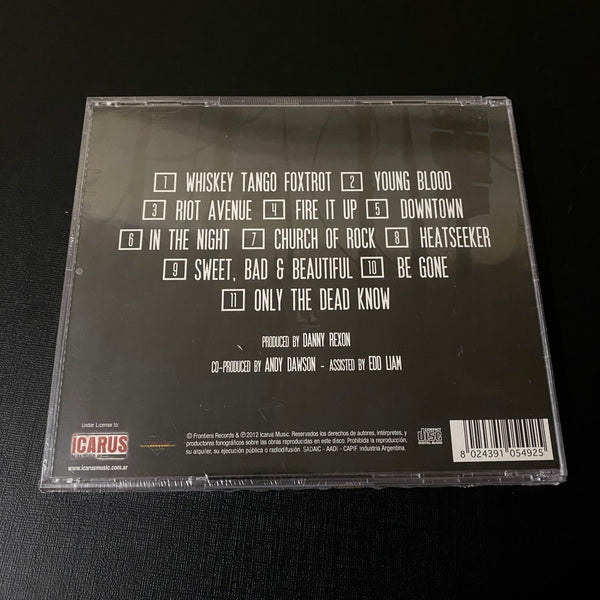 1 WHISKEY TANGO FOXTROT 2 YOUNG BLOOD
3 RIOT AVENUE 4 FIRE IT UP 5 DOWNTOWN
6 IN THE NIGHT 7 CHURCH OF ROCK 8 HEATSEEKER
9 SWEET, BAD & BEAUTIFUL 10 BE GONE
11 ONLY THE DEAD KNOW
PRODUCED BY DANNY REXON
CO-PRODUCED BY ANDY DAWSON - ASSISTED BY EDD LIAM
Under License to:
ICARUS
www.icarusmusic.com.ar
© Frontiers Records & ℗ 2012 Icarus Music. Reservados los derechos de autores, intérpretes, y
productores fonográficos sobre las obras reproducidas en este disco. Prohibida la reproducción,
su alquiler, su ejecución pública o radiodifusión. SADAIC - AADI - CAPIF. Industria Argentina.
COMPACT
disc
DIGITAL AUDIO
8 024391 054925